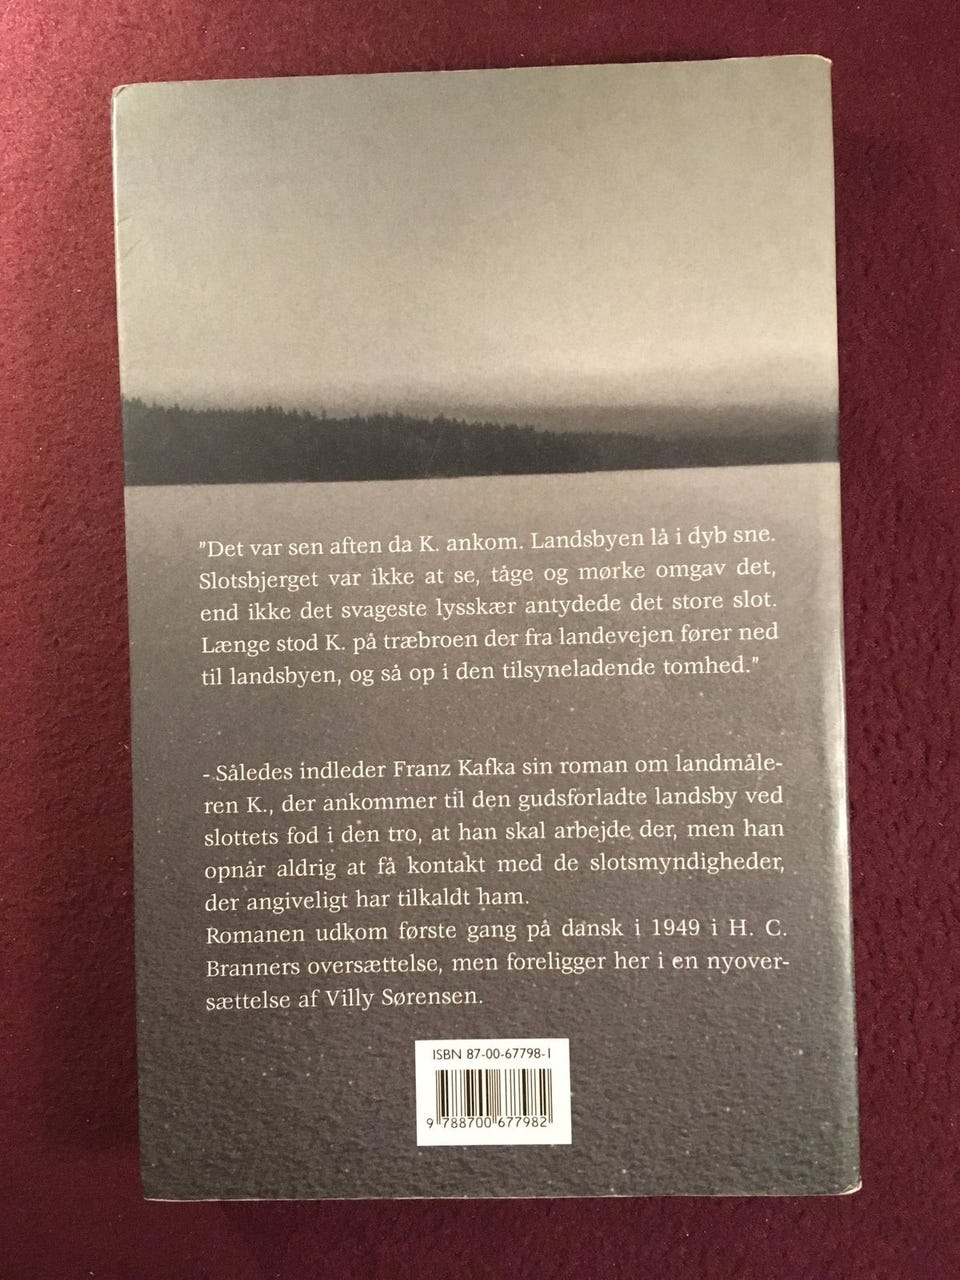 ”Det var sen aften da K. ankom. Landsbyen lå i dyb sne.
Slotsbjerget var ikke at se, tåge og mørke omgav det,
end ikke det svageste lysskær antydede det store slot.
Længe stod K. på træbroen der fra landevejen fører ned
til landsbyen, og så op i den tilsyneladende tomhed.”
- Således indleder Franz Kafka sin roman om landmåle-
ren K., der ankommer til den gudsforladte landsby ved
slottets fod i den tro, at han skal arbejde der, men han
opnår aldrig at få kontakt med de slotsmyndigheder,
der angiveligt har tilkaldt ham.
Romanen udkom første gang på dansk i 1949 i H. C.
Branners oversættelse, men foreligger her i en nyover-
sættelse af Villy Sørensen.
ISBN 87-00-67798-1
9 788700 677982